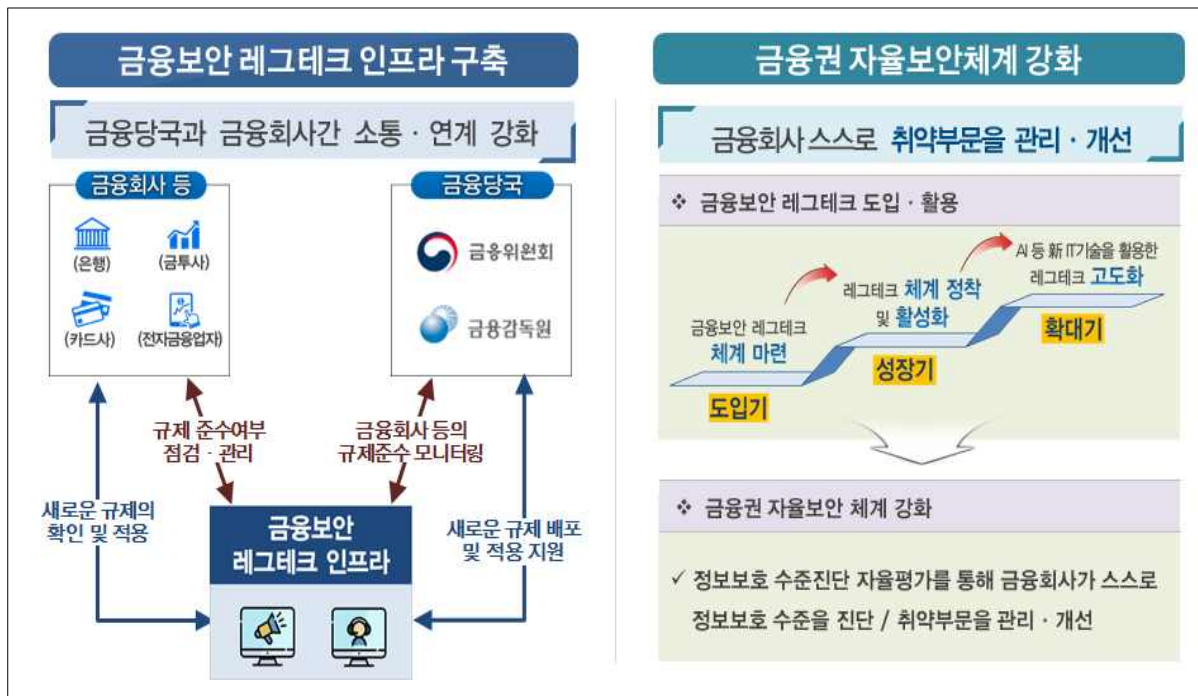 금융보안 레그테크 인프라 구축
금융당국과 금융회사간 소통 · 연계 강화
금융회사 등
(은행)
(금투사)
(카드사)
(전자금융업자)
금융당국
금융위원회
금융감독원
규제 준수여부
점검 · 관리
금융회사 등의
규제준수 모니터링
새로운 규제의
확인 및 적용
새로운 규제 배포
및 적용 지원
금융보안
레그테크 인프라
금융권 자율보안체계 강화
금융회사 스스로 취약부문을 관리 · 개선
❖ 금융보안 레그테크 도입 · 활용
금융보안 레그테크
체계 마련
도입기
레그테크 체계 정착
및 활성화
성장기
AI 등 新 IT기술을 활용한
레그테크 고도화
확대기
❖ 금융권 자율보안 체계 강화
✓ 정보보호 수준진단 자율평가를 통해 금융회사가 스스로
정보보호 수준을 진단 / 취약부문을 관리 · 개선